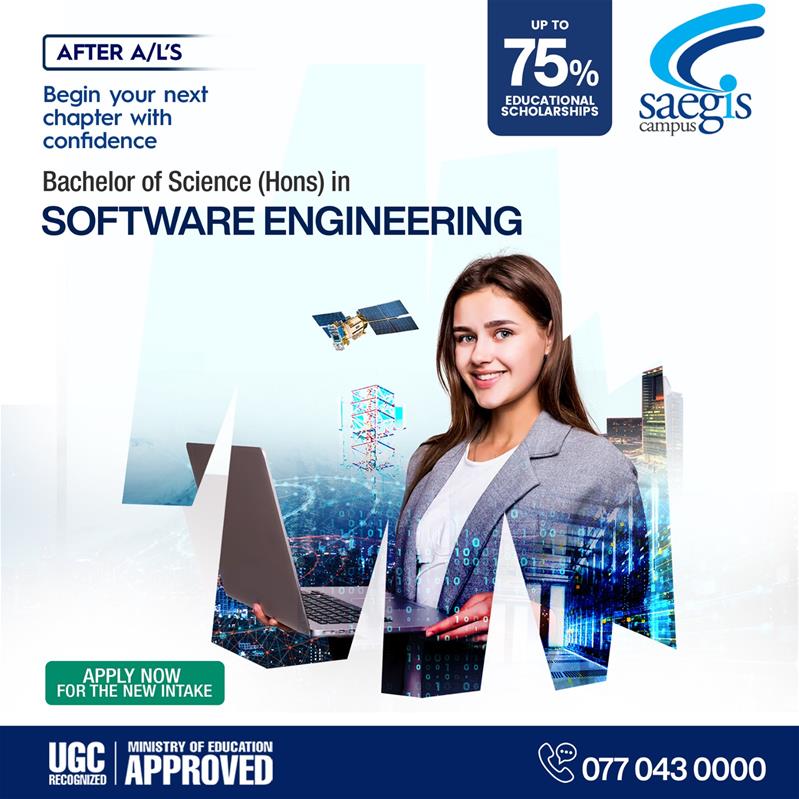 AFTER A/L'S
Begin your next
chapter with
confidence
Bachelor of Science (Hons) in
SOFTWARE ENGINEERING
UP TO
75%
EDUCATIONAL
SCHOLARSHIPS
saegis
campus
APPLY NOW
FOR THE NEW INTAKE
UGC
RECOGNIZED
MINISTRY OF EDUCATION
APPROVED
077 043 0000